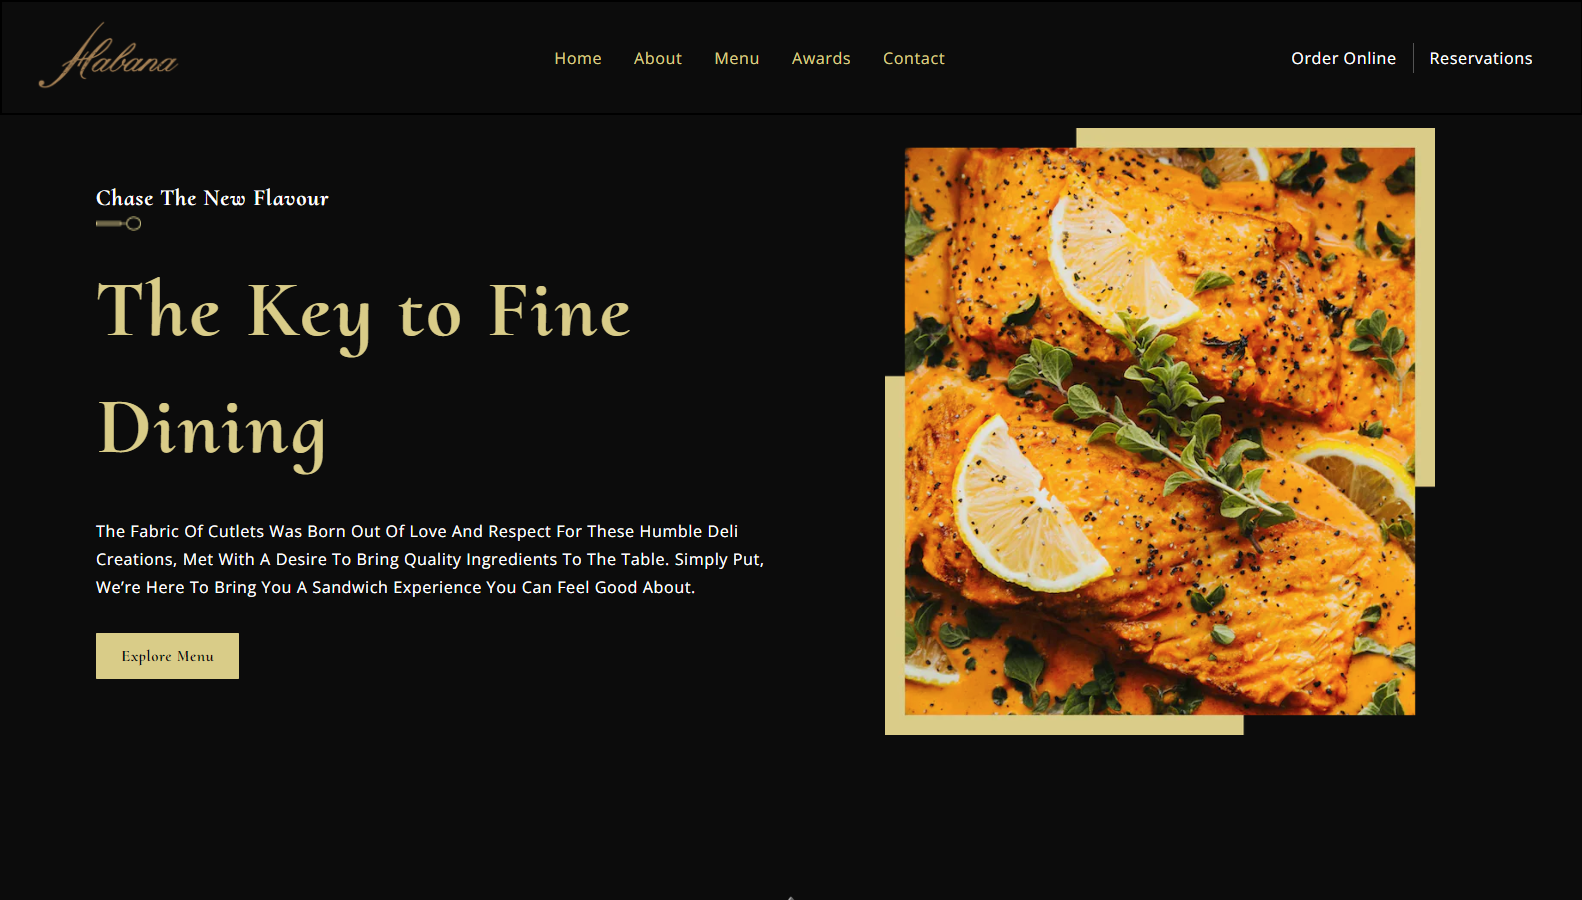 Habana
Home About Menu Awards Contact
Order Online Reservations
Chase The New Flavour
The Key to Fine
Dining
The Fabric Of Cutlets Was Born Out Of Love And Respect For These Humble Deli
Creations, Met With A Desire To Bring Quality Ingredients To The Table. Simply Put,
We’re Here To Bring You A Sandwich Experience You Can Feel Good About.
Explore Menu